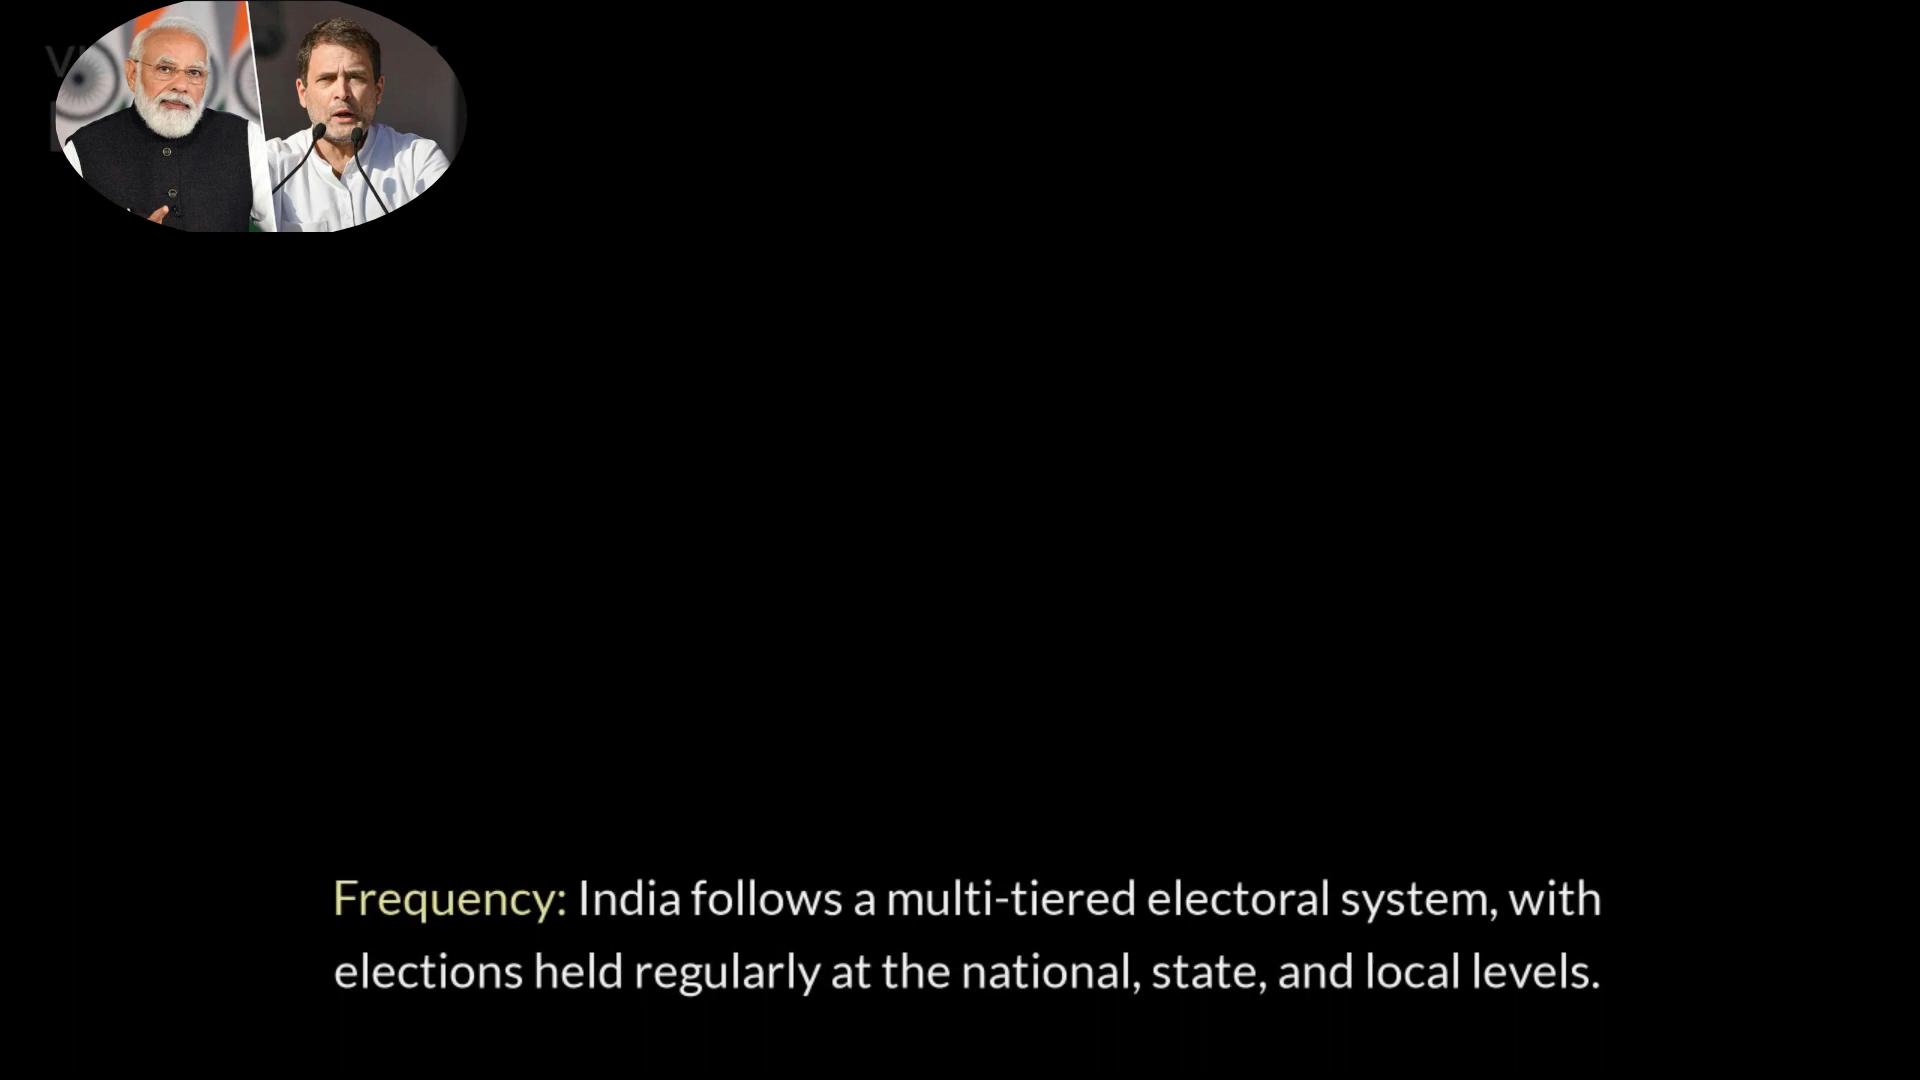 Frequency: India follows a multi-tiered electoral system, with
elections held regularly at the national, state, and local levels.